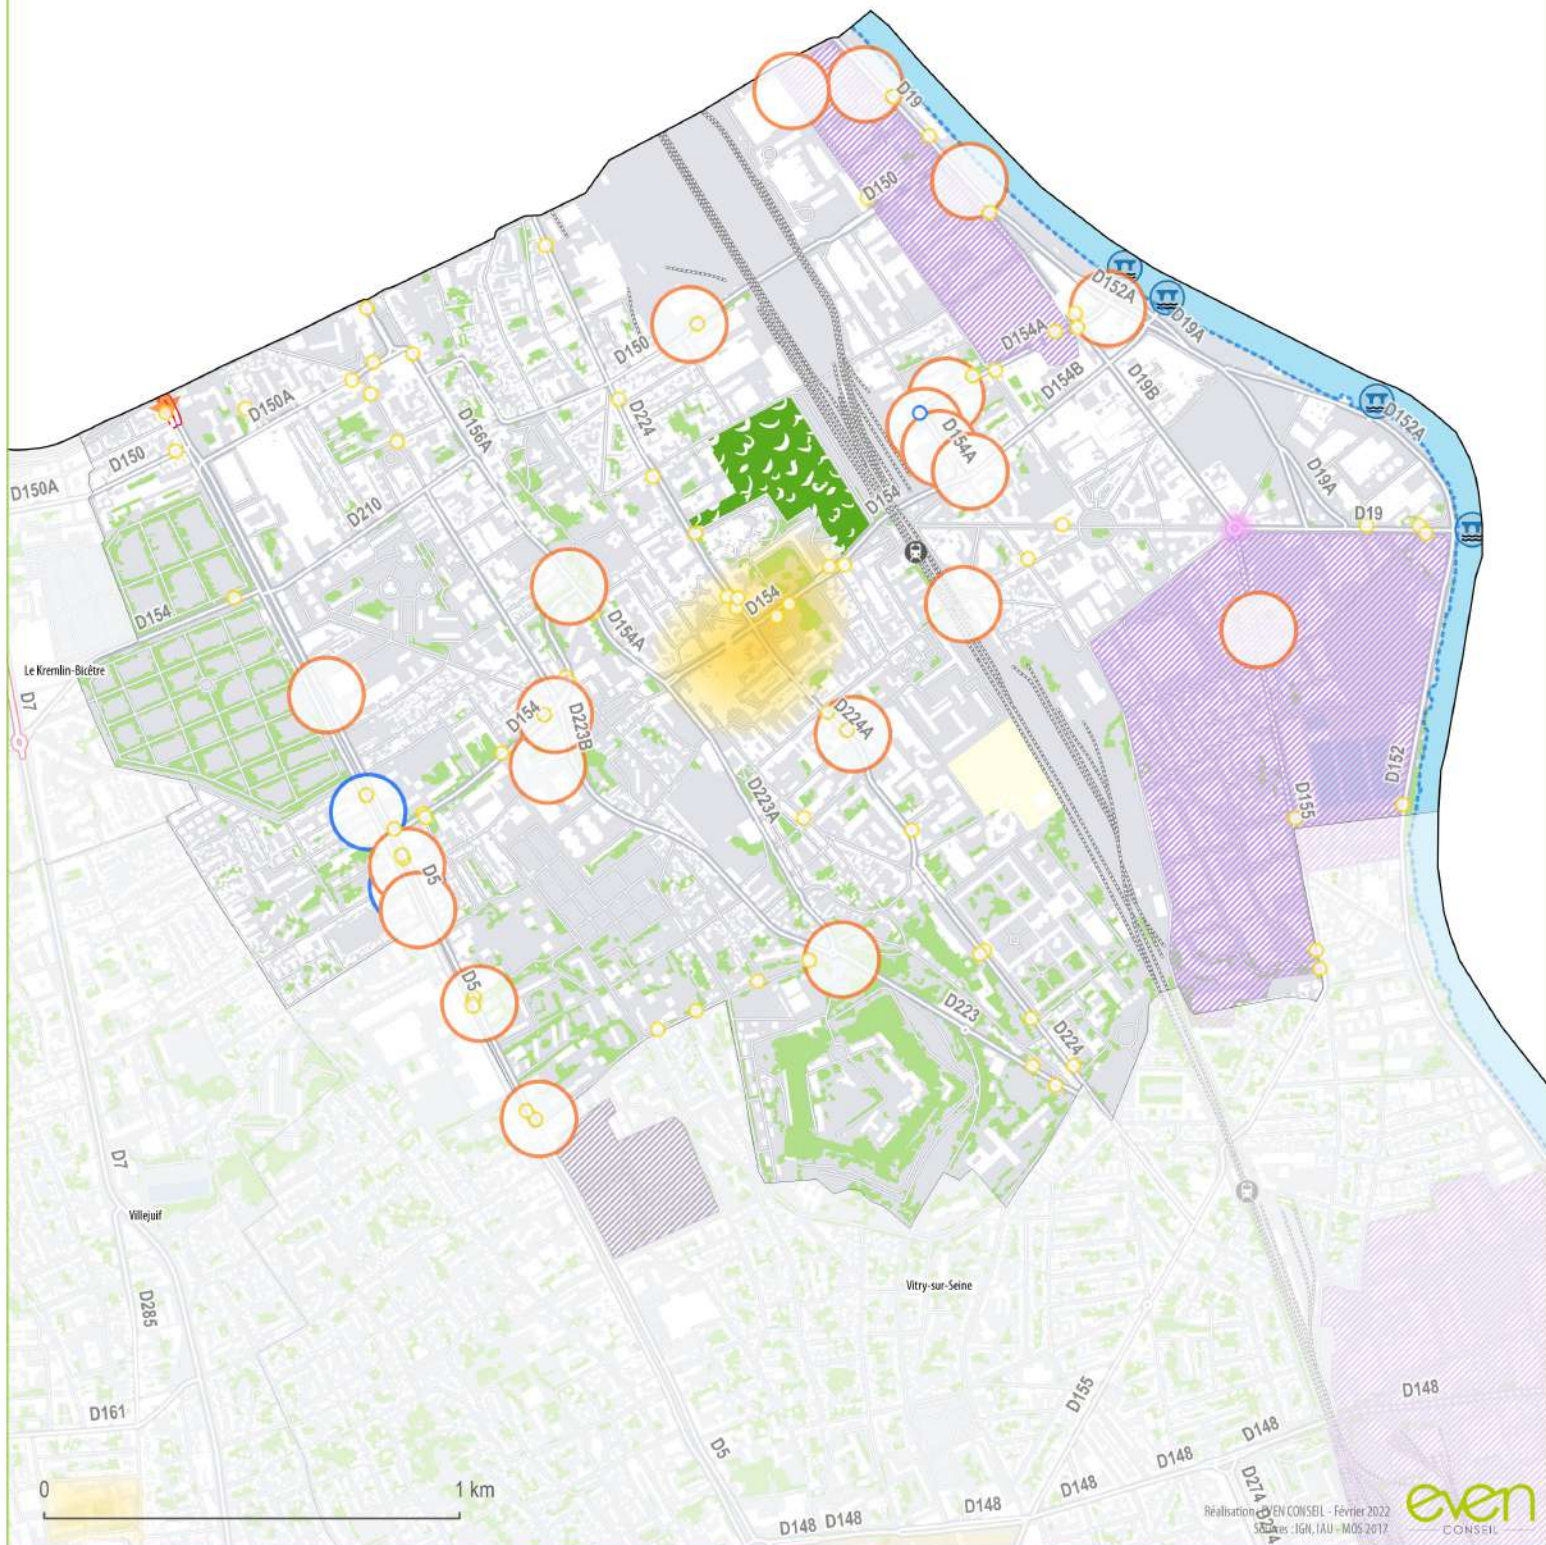 D19
D150
D152A
D19A
D154A
D150
D154B
D19B
D152A
D150A
D224
D156A
D154A
D150
D150A
D19A
D210
D154
D19
D154
D154
D154A
Le Kremlin-Bicêtre
D7
D154
D223B
D224A
D152
D223A
D155
D5
D5
D223
D224
D7
Villejuif
Vitry-sur-Seine
D285
D155
D148
D161
D148
D5
D148
0
1 km
D148
D274
D148
D148 D148
Réalisation : EVEN CONSEIL - Février 2022
Sources : IGN, IAU - MOS 2017
even
CONSEIL